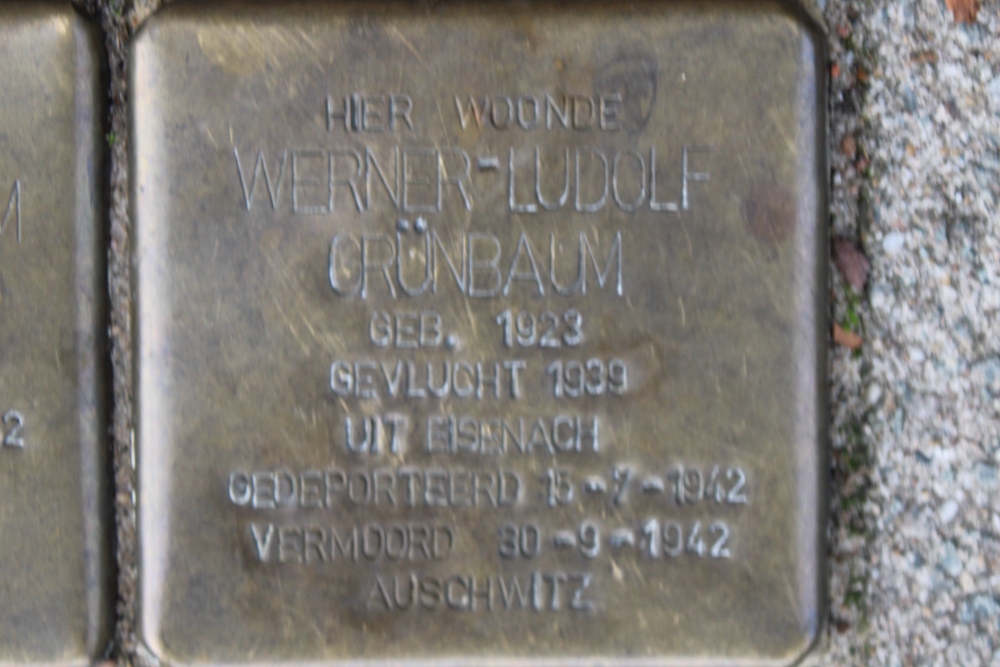 HIER WOONDE
WERNER-LUDOLF
GRÜNBAUM
GEB. 1923
GEVLUCHT 1939
UIT EISENACH
GEDEPORTEERD 15-7-1942
VERMOORD 30-9-1942
AUSCHWITZ
M
2